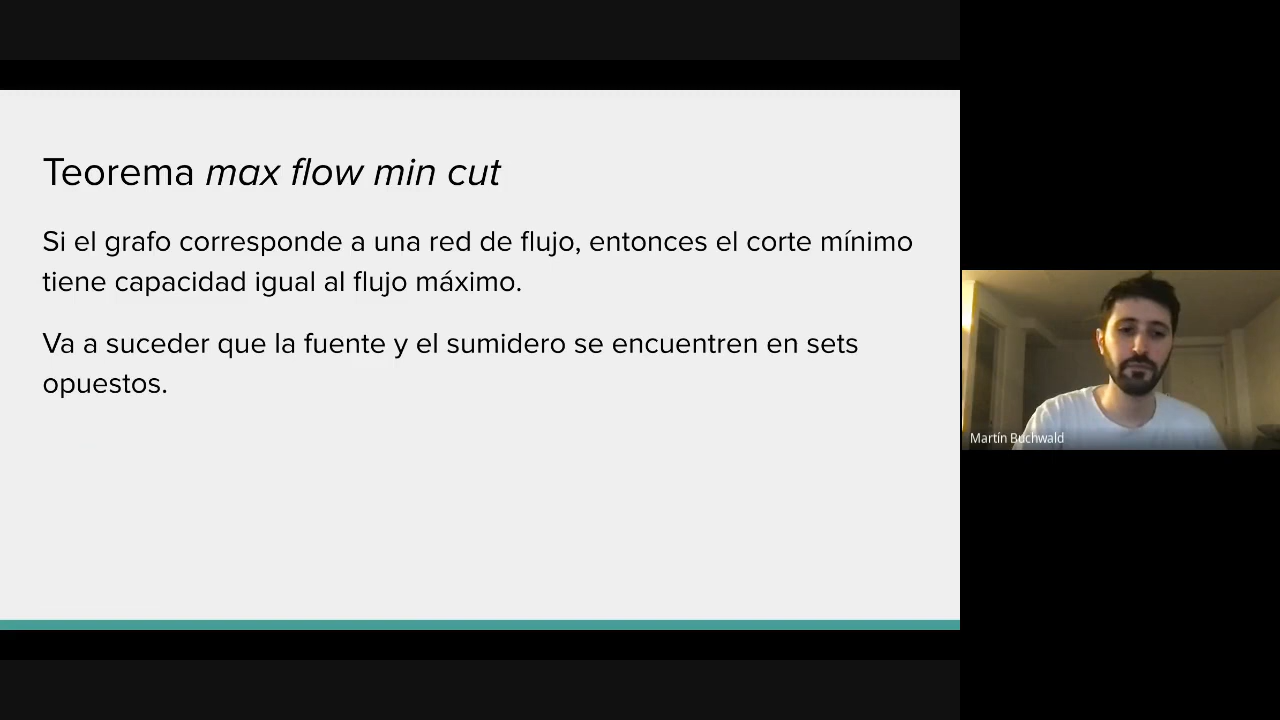 Teorema max flow min cut
Si el grafo corresponde a una red de flujo, entonces el corte mínimo
tiene capacidad igual al flujo máximo.
Va a suceder que la fuente y el sumidero se encuentren en sets
opuestos.
Martín Buchwald